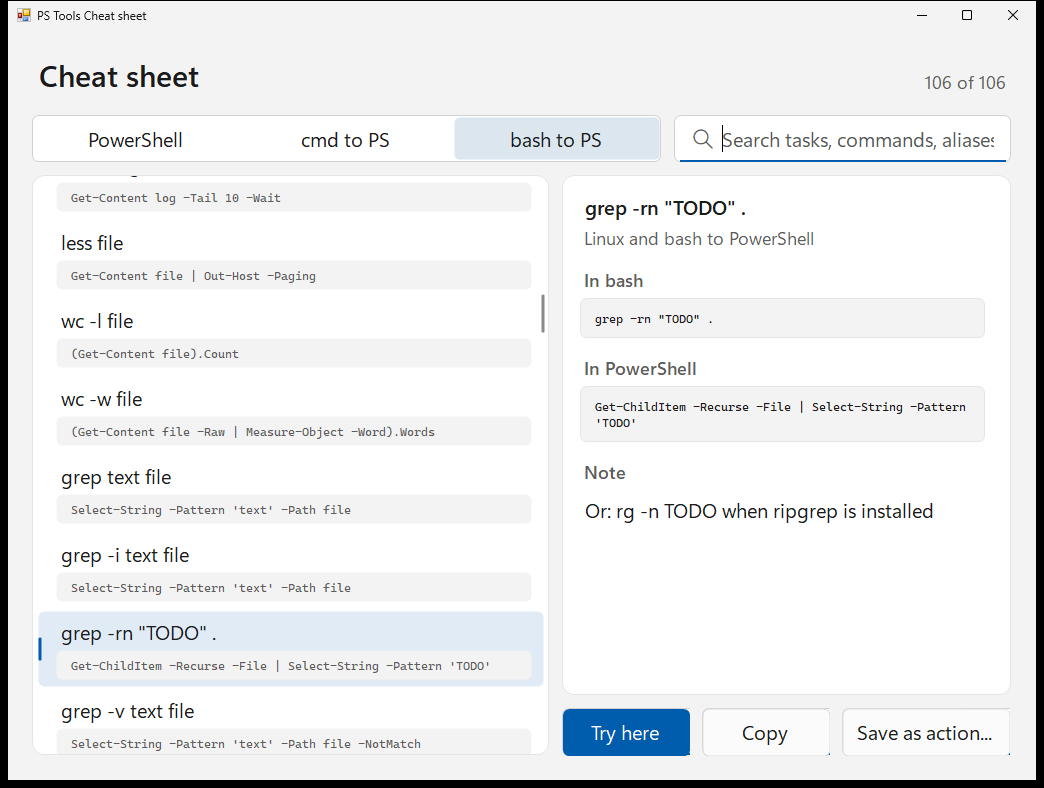 PS Tools Cheat sheet
Cheat sheet
106 of 106
PowerShell
cmd to PS
bash to PS
Search tasks, commands, aliases
Get-Content log -Tail 10 -Wait
less file
Get-Content file | Out-Host -Paging
wc -l file
(Get-Content file).Count
wc -w file
(Get-Content file -Raw | Measure-Object -Word).Words
grep text file
Select-String -Pattern 'text' -Path file
grep -i text file
Select-String -Pattern 'text' -Path file
grep -rn "TODO" .
Get-ChildItem -Recurse -File | Select-String -Pattern 'TODO'
grep -v text file
Select-String -Pattern 'text' -Path file -NotMatch
grep -rn "TODO" .
Linux and bash to PowerShell
In bash
grep -rn "TODO" .
In PowerShell
Get-ChildItem -Recurse -File | Select-String -Pattern
'TODO'
Note
Or: rg -n TODO when ripgrep is installed
Try here
Copy
Save as action...